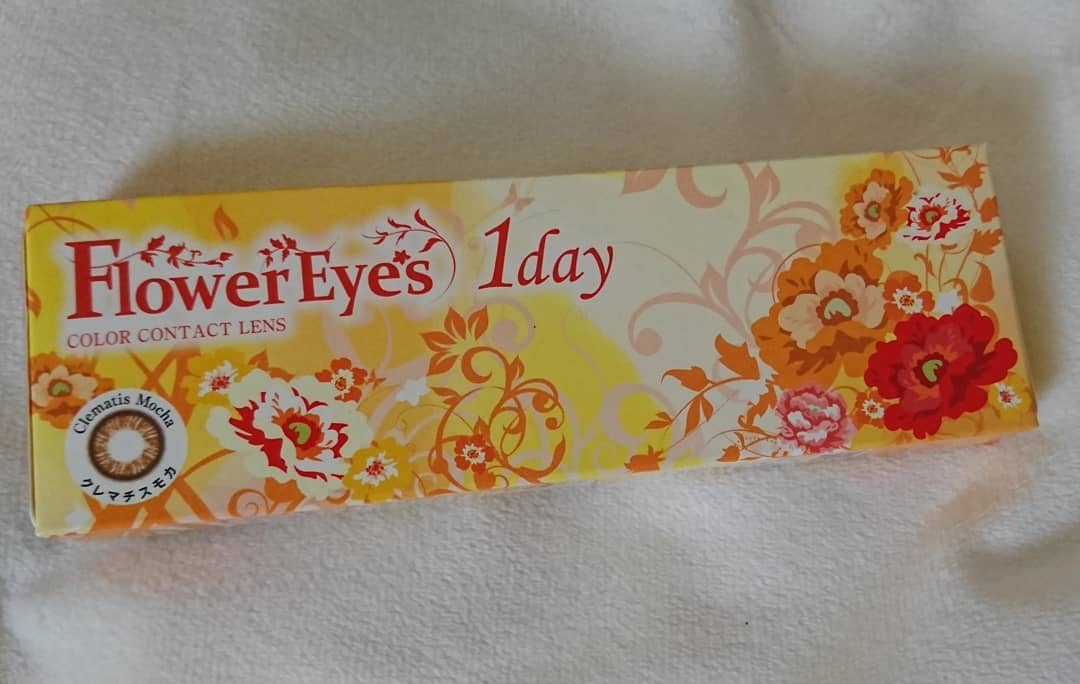 FlowerEyes 1day
COLOR CONTACT LENS
Clematis Mocha
クレマチスモカ